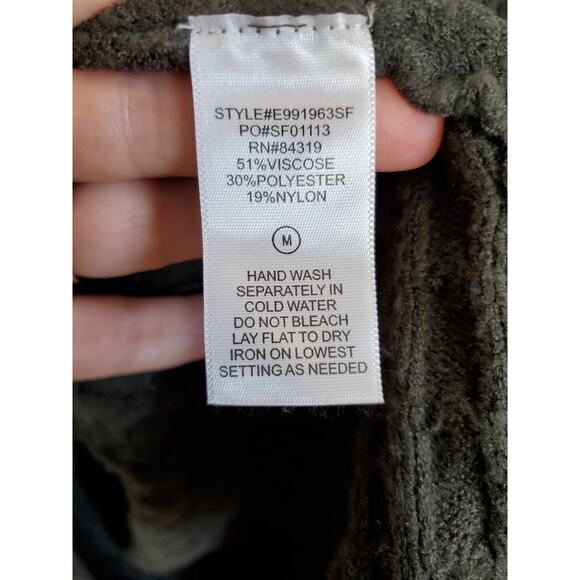 STYLE#E991963SF
PO#SF01113
RN#84319
51%VISCOSE
30%POLYESTER
19%NYLON
M
HAND WASH
SEPARATELY IN
COLD WATER
DO NOT BLEACH
LAY FLAT TO DRY
IRON ON LOWEST
SETTING AS NEEDED